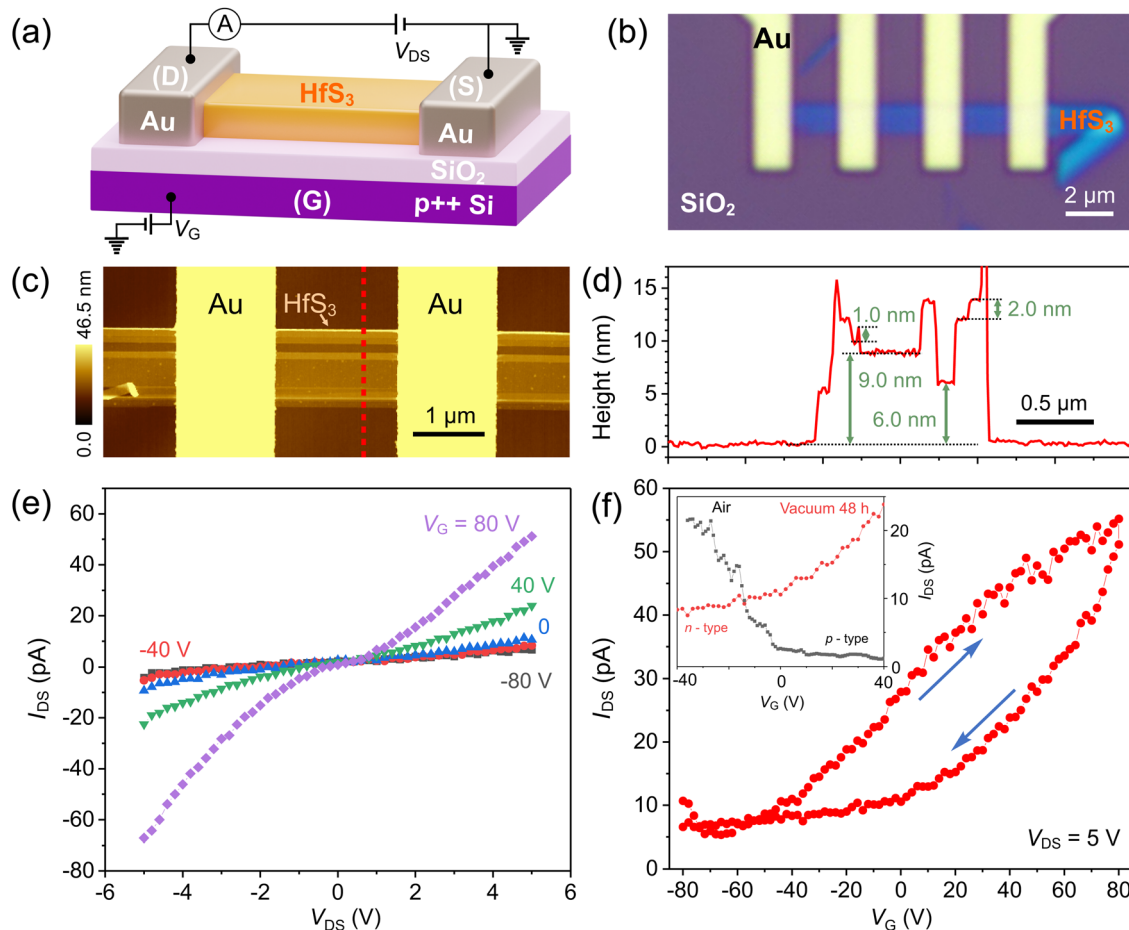 (a)
A
V_DS
(D)
(S)
HfS₃
Au
Au
SiO₂
(G)
p++ Si
V_G
(b)
Au
HfS₃
SiO₂
2 μm
(c)
46.5 nm
0.0
Au
HfS₃
Au
1 μm
(d)
Height (nm)
15
10
5
0
1.0 nm
2.0 nm
9.0 nm
6.0 nm
0.5 μm
(e)
I_DS (pA)
60
40
20
0
-20
-40
-60
-80
V_G = 80 V
40 V
0
-40 V
-80 V
-6
-4
-2
0
2
4
6
V_DS (V)
(f)
I_DS (pA)
60
50
40
30
20
10
0
Air
Vacuum 48 h
20
10
0
I_DS (pA)
n - type
p - type
-40
-20
0
20
40
V_G (V)
V_DS = 5 V
-80
-60
-40
-20
0
20
40
60
80
V_G (V)